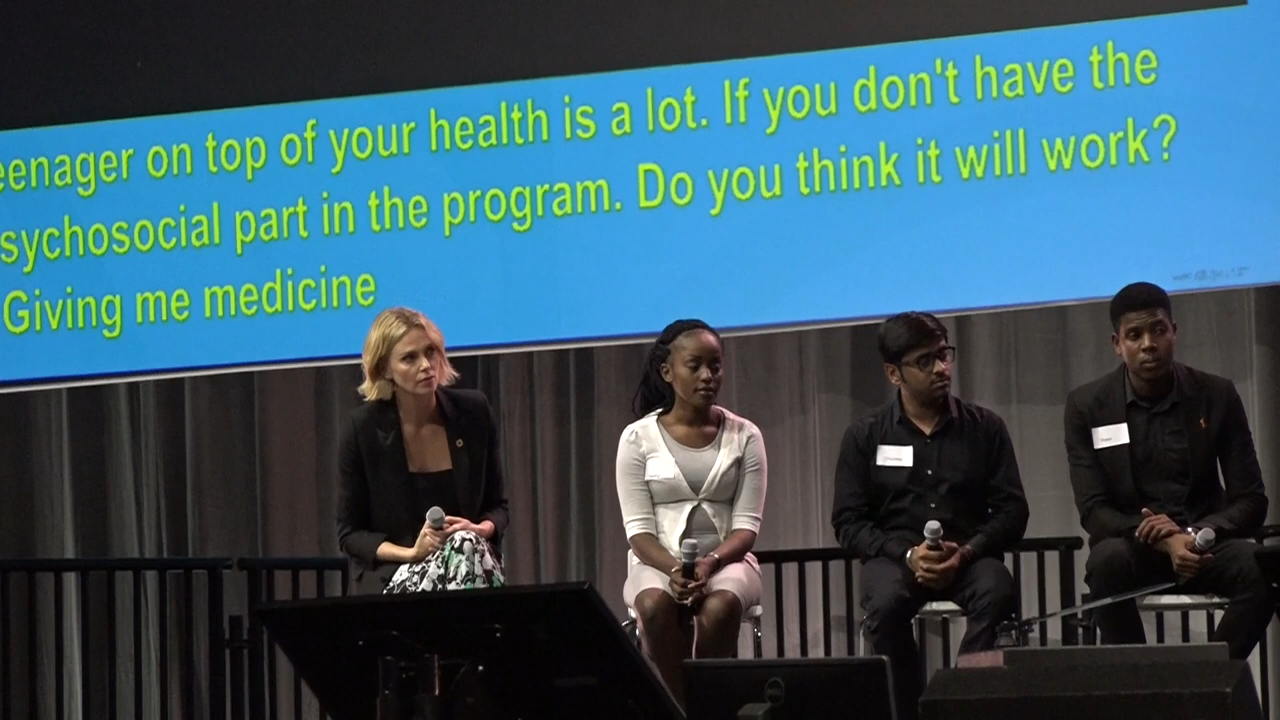 eenager on top of your health is a lot. If you don't have the
sychosocial part in the program. Do you think it will work?
Giving me medicine